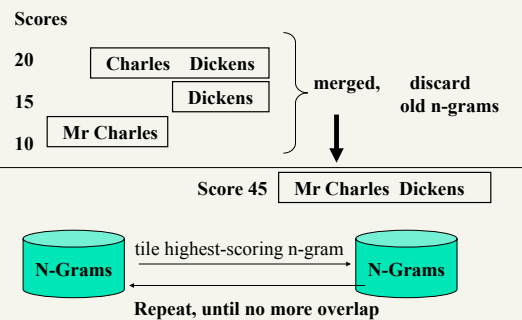 Scores
20 Charles Dickens
15 Dickens
10 Mr Charles
merged, discard
old n-grams
Score 45 Mr Charles Dickens
N-Grams
tile highest-scoring n-gram
N-Grams
Repeat, until no more overlap